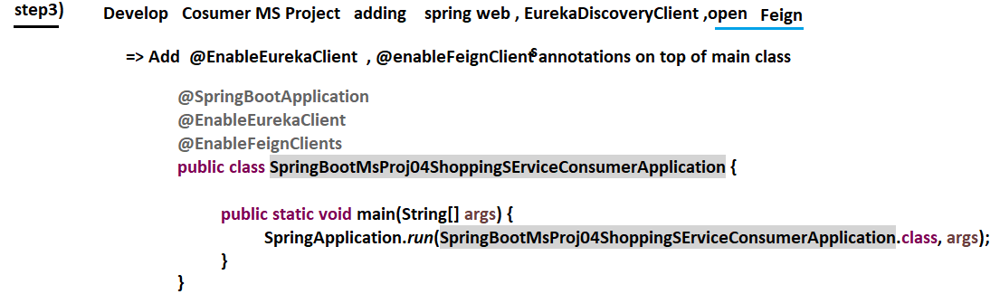 step3) Develop Cosumer MS Project adding spring web , EurekaDiscoveryClient ,open Feign
=> Add @EnableEurekaClient , @enableFeignClients annotations on top of main class
@SpringBootApplication
@EnableEurekaClient
@EnableFeignClients
public class SpringBootMsProj04ShoppingSErviceConsumerApplication {
public static void main(String[] args) {
SpringApplication.run(SpringBootMsProj04ShoppingSErviceConsumerApplication.class, args);
}
}